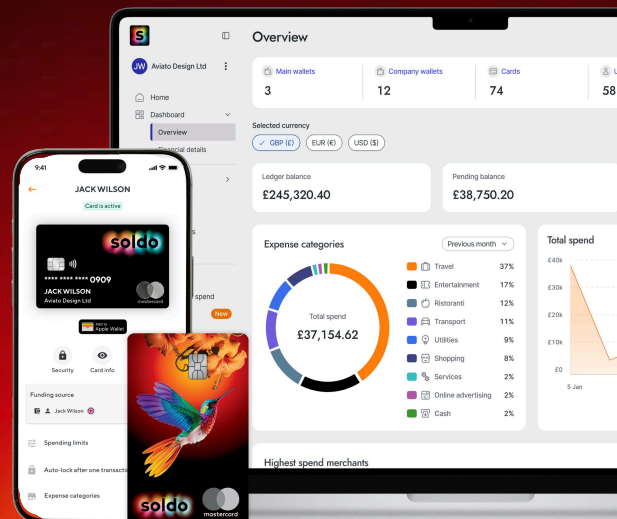 S
Overview
JW Aviato Design Ltd
Main wallets
3
Company wallets
12
Cards
74
U
58
Home
Dashboard
Overview
Financial details
s
spend
New
Selected currency
✓ GBP (£) EUR (€) USD ($)
Ledger balance
£245,320.40
Pending balance
£38,750.20
Expense categories
Previous month
Total spend
£37,154.62
Travel 37%
Entertainment 17%
Ristoranti 12%
Transport 11%
Utilities 9%
Shopping 8%
Services 2%
Online advertising 2%
Cash 2%
Total spend
£40k
£30k
£20k
£10k
£0
5 Jan
Highest spend merchants
9:41
JACK WILSON
Card is active
soldo
**** **** **** 0909
JACK WILSON
Aviato Design Ltd
mastercard
Add to
Apple Wallet
Security Card info
Funding source
Jack Wilson
Spending limits
Auto-lock after one transactio
Expense categories
soldo
mastercard